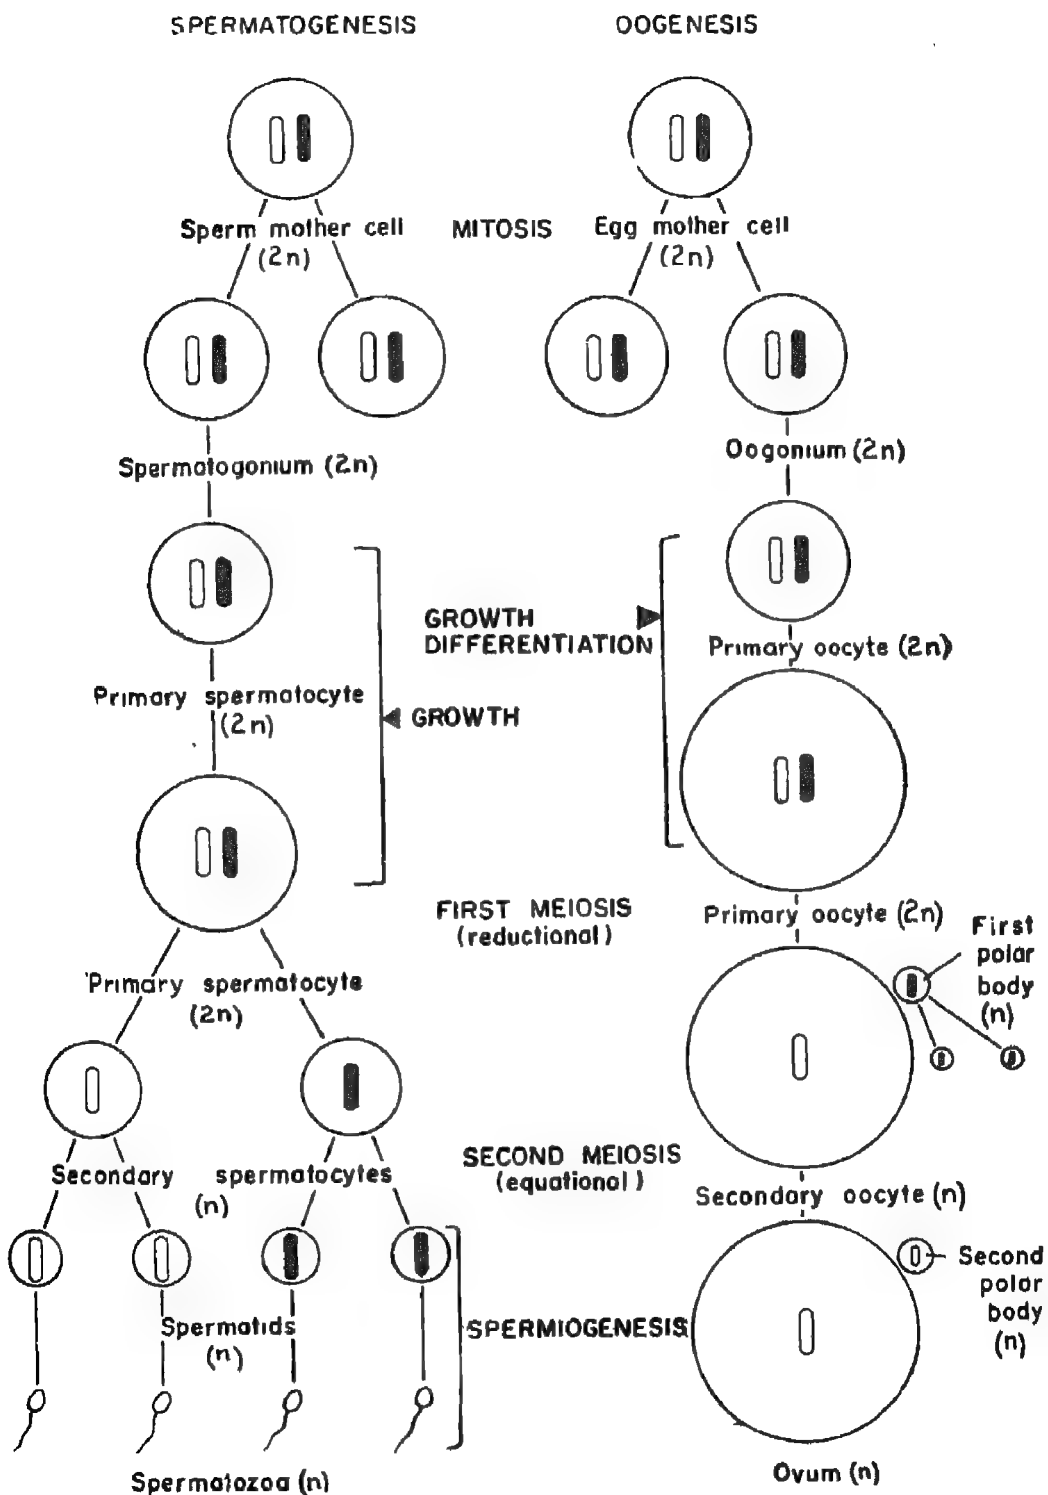 SPERMATOGENESIS
OOGENESIS
Sperm mother cell
(2n)
MITOSIS
Egg mother cell
(2n)
Spermatogonium (2n)
Oogonium (2n)
GROWTH
DIFFERENTIATION
Primary oocyte (2n)
Primary spermatocyte
(2n)
GROWTH
FIRST MEIOSIS
(reductional)
Primary oocyte (2n)
First
polar
body
(n)
Primary spermatocyte
(2n)
SECOND MEIOSIS
(equational)
Secondary spermatocytes
(n)
Secondary oocyte (n)
Second
polar
body
(n)
Spermatids
(n)
SPERMIOGENESIS
Spermatozoa (n)
Ovum (n)